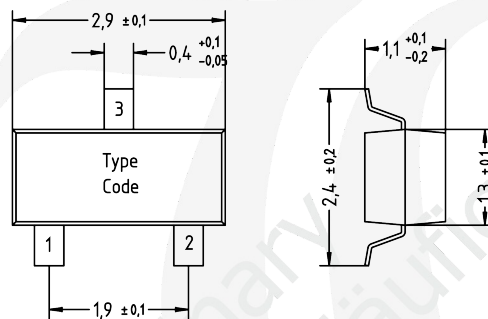 2,9 ±0,1
0,4 +0,1 -0,05
1,1 +0,1 -0,2
3
Type
Code
2,4 ±0,2
1,3 ±0,1
1
2
1,9 ±0,1